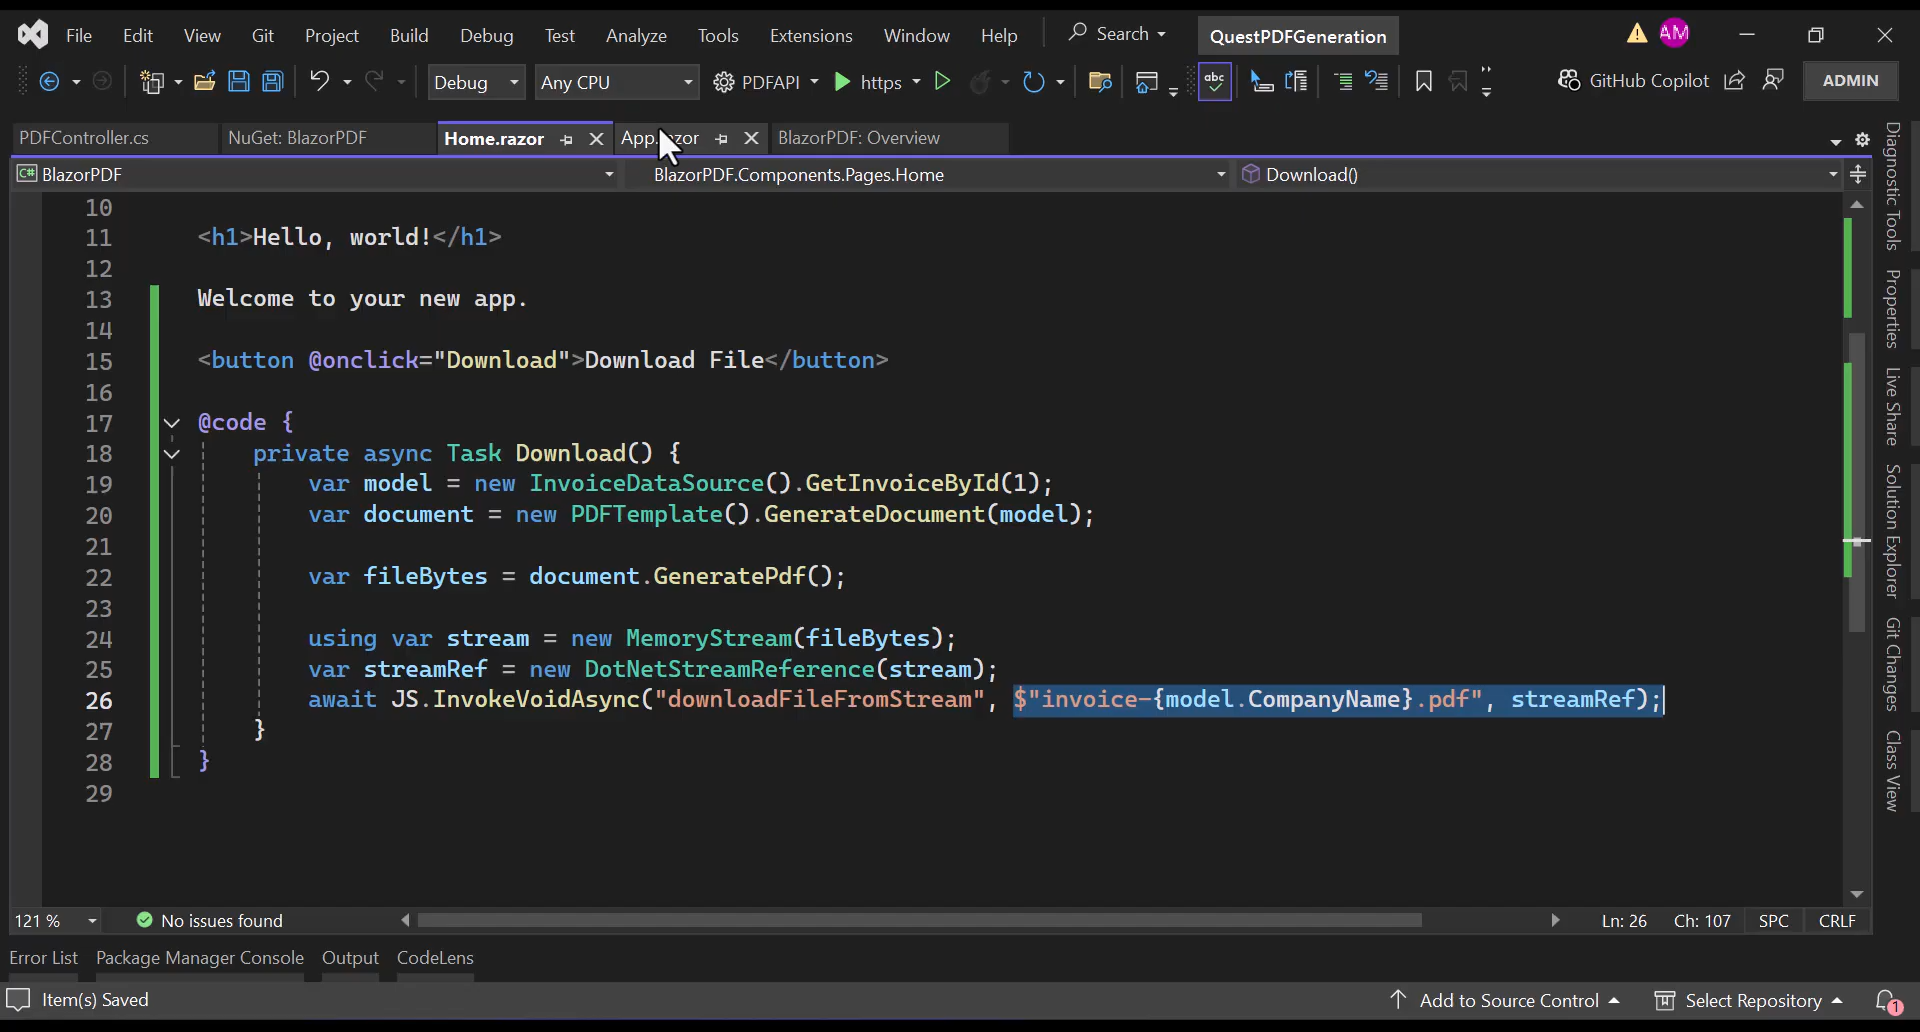 File Edit View Git Project Build Debug Test Analyze Tools Extensions Window Help Search QuestPDFGeneration AM
Debug Any CPU PDFAPI https abc GitHub Copilot ADMIN
PDFController.cs NuGet: BlazorPDF Home.razor App.razor BlazorPDF: Overview
C# BlazorPDF BlazorPDF.Components.Pages.Home Download()
10
11 <h1>Hello, world!</h1>
12
13 Welcome to your new app.
14
15 <button @onclick="Download">Download File</button>
16
17 @code {
18 private async Task Download() {
19 var model = new InvoiceDataSource().GetInvoiceById(1);
20 var document = new PDFTemplate().GenerateDocument(model);
21
22 var fileBytes = document.GeneratePdf();
23
24 using var stream = new MemoryStream(fileBytes);
25 var streamRef = new DotNetStreamReference(stream);
26 await JS.InvokeVoidAsync("downloadFileFromStream", $"invoice-{model.CompanyName}.pdf", streamRef);
27 }
28 }
29
Diagnostic Tools
Properties
Live Share
Solution Explorer
Git Changes
Class View
121 % No issues found Ln: 26 Ch: 107 SPC CRLF
Error List Package Manager Console Output CodeLens
Item(s) Saved Add to Source Control Select Repository 1